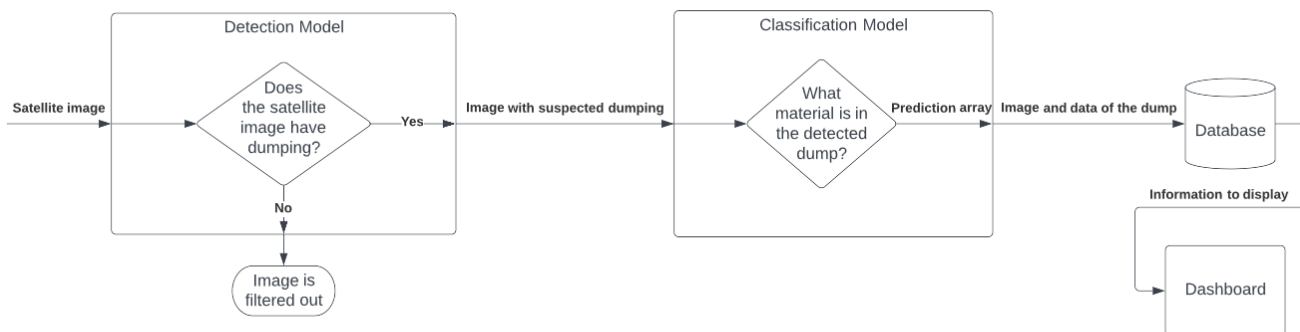 Detection Model
Classification Model
Satellite image
Does
the satellite
image have
dumping?
Yes
Image with suspected dumping
What
material is in
the detected
dump?
Prediction array
Image and data of the dump
Database
No
Image is
filtered out
Information to display
Dashboard